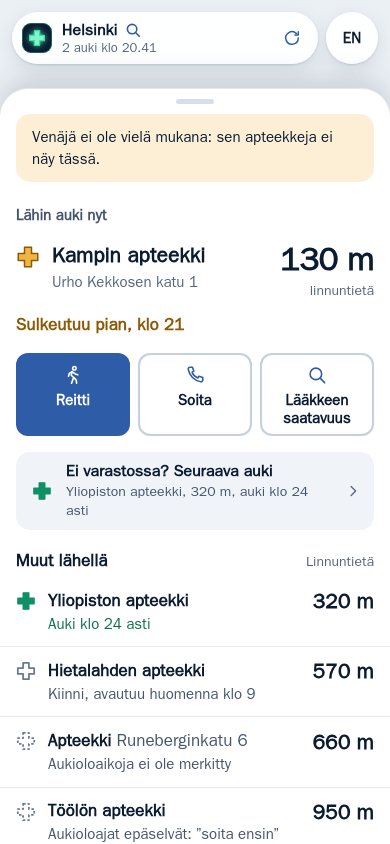 Helsinki
2 auki klo 20.41
EN
Venäjä ei ole vielä mukana: sen apteekkeja ei
näy tässä.
Lähin auki nyt
Kampin apteekki
130 m
Urho Kekkosen katu 1
linnuntietä
Sulkeutuu pian, klo 21
Reitti
Soita
Lääkkeen
saatavuus
Ei varastossa? Seuraava auki
Yliopiston apteekki, 320 m, auki klo 24
asti
Muut lähellä
Linnuntietä
Yliopiston apteekki
320 m
Auki klo 24 asti
Hietalahden apteekki
570 m
Kiinni, avautuu huomenna klo 9
Apteekki Runeberginkatu 6
660 m
Aukioloaikoja ei ole merkitty
Töölön apteekki
950 m
Aukioloajat epäselvät: ”soita ensin”